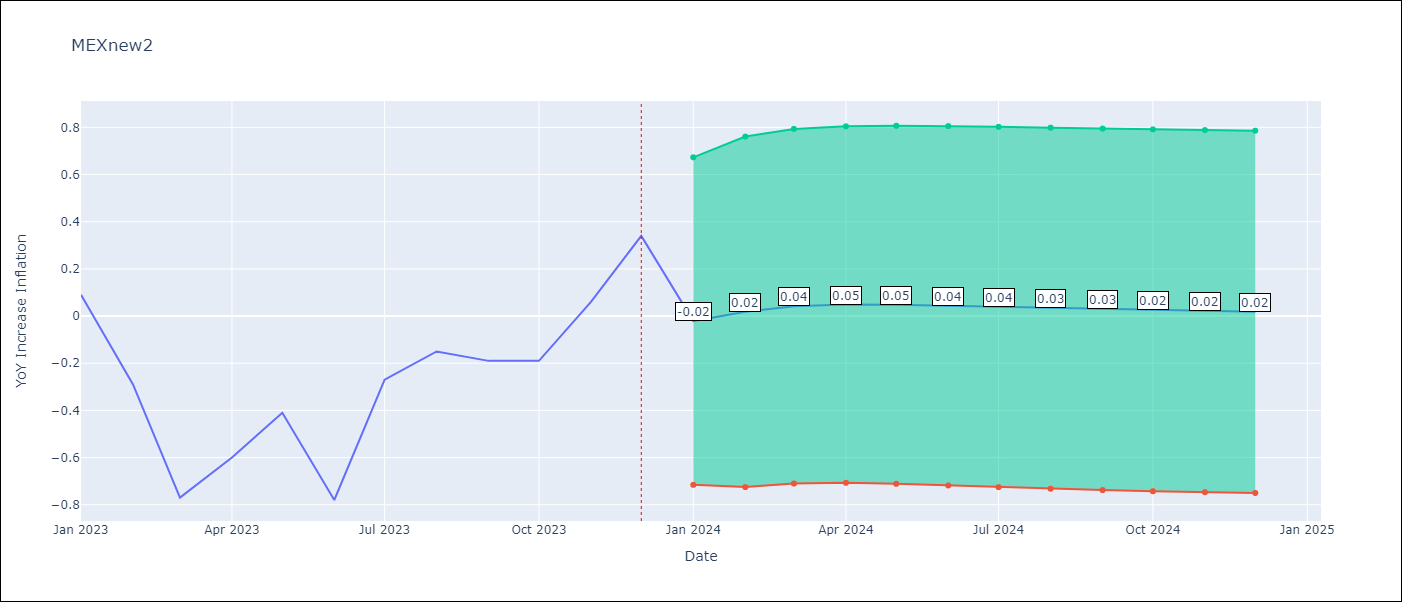 MEXnew2
YoY Increase Inflation
0.8
0.6
0.4
0.2
0
−0.2
−0.4
−0.6
−0.8
-0.02
0.02
0.04
0.05
0.05
0.04
0.04
0.03
0.03
0.02
0.02
0.02
Jan 2023
Apr 2023
Jul 2023
Oct 2023
Jan 2024
Apr 2024
Jul 2024
Oct 2024
Jan 2025
Date